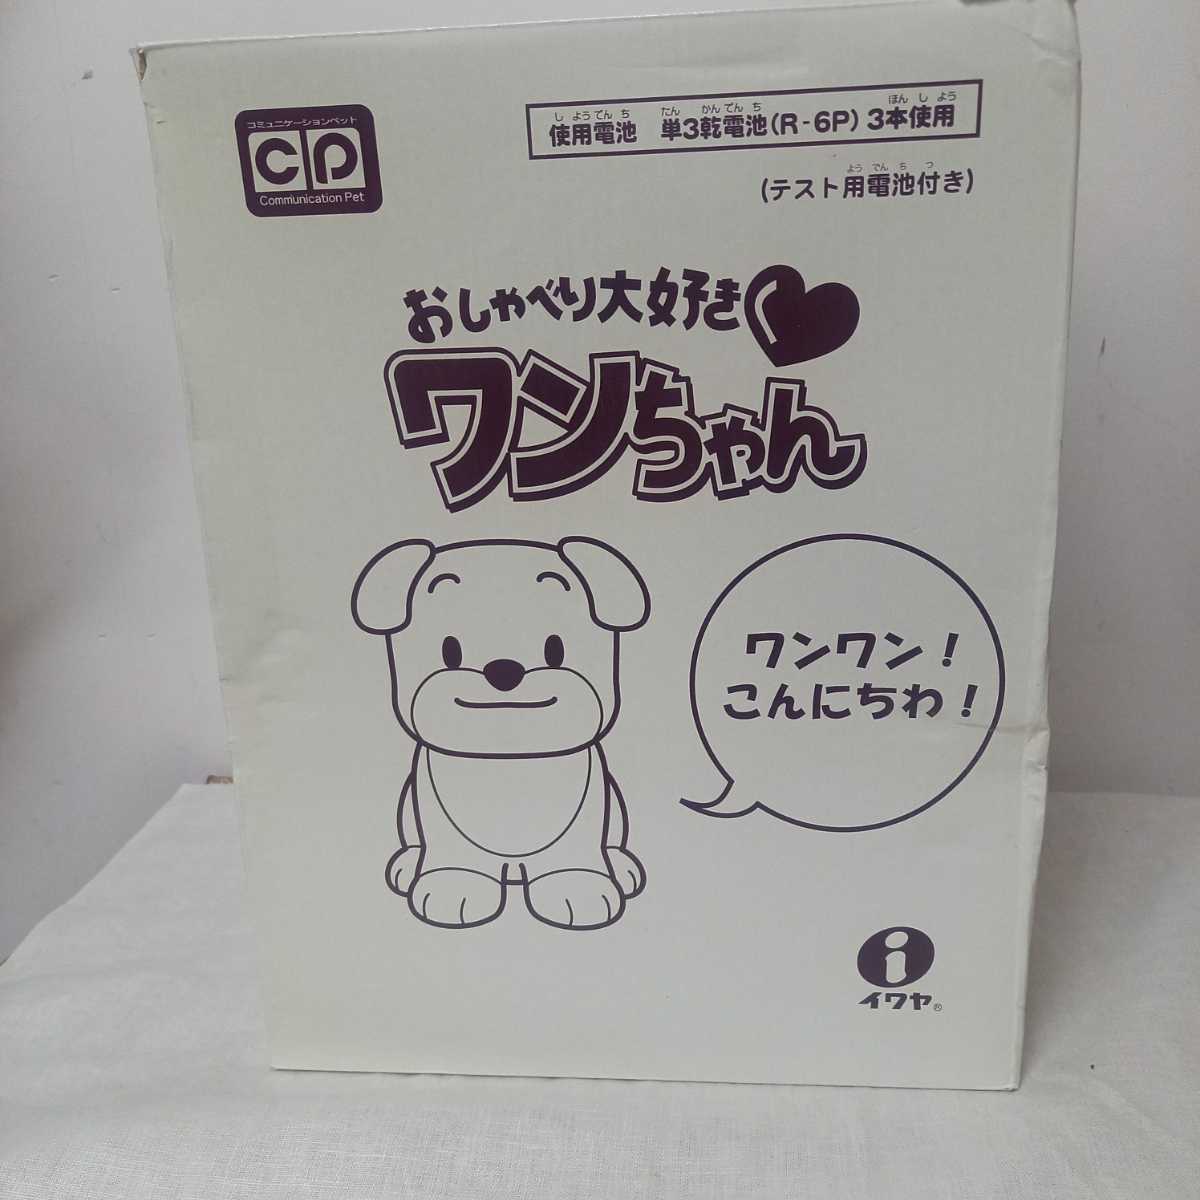 コミュニケーションペット
CP
Communication Pet
しようでんち たん かんでんち ほんしよう
使用電池 単3乾電池(R-6P) 3本使用
ようでんちつ
(テスト用電池付き)
おしゃべり大好き
ワンちゃん
ワンワン!
こんにちわ!
i
イワヤ®